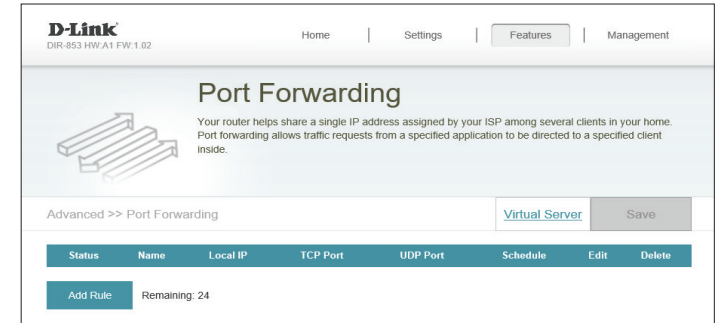 D-Link
DIR-853 HW:A1 FW:1.02
Home | Settings | Features | Management
Port Forwarding
Your router helps share a single IP address assigned by your ISP among several clients in your home.
Port forwarding allows traffic requests from a specified application to be directed to a specified client
inside.
Advanced >> Port Forwarding
Virtual Server
Save
Status Name Local IP TCP Port UDP Port Schedule Edit Delete
Add Rule
Remaining: 24